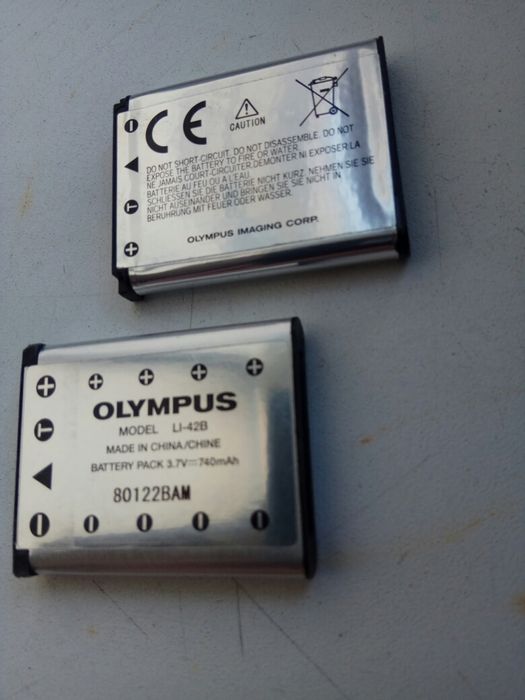 CE
CAUTION
DO NOT SHORT-CIRCUIT. DO NOT DISASSEMBLE. DO NOT
EXPOSE THE BATTERY TO FIRE OR WATER.
NE JAMAIS COURT-CIRCUITER.DÉMONTER NI EXPOSER LA
BATTERIE AU FEU OU A L'EAU.
SCHLIESSEN SIE DIE BATTERIE NICHT KURZ. NEHMEN SIE SIE
NICHT AUSEINANDER UND BRINGEN SIE SIE NICHT IN
BERÜHRUNG MIT FEUER ODER WASSER.
OLYMPUS IMAGING CORP.
T
OLYMPUS
MODEL LI-42B
MADE IN CHINA/CHINE
BATTERY PACK 3.7V⎓740mAh
80122BAM
T